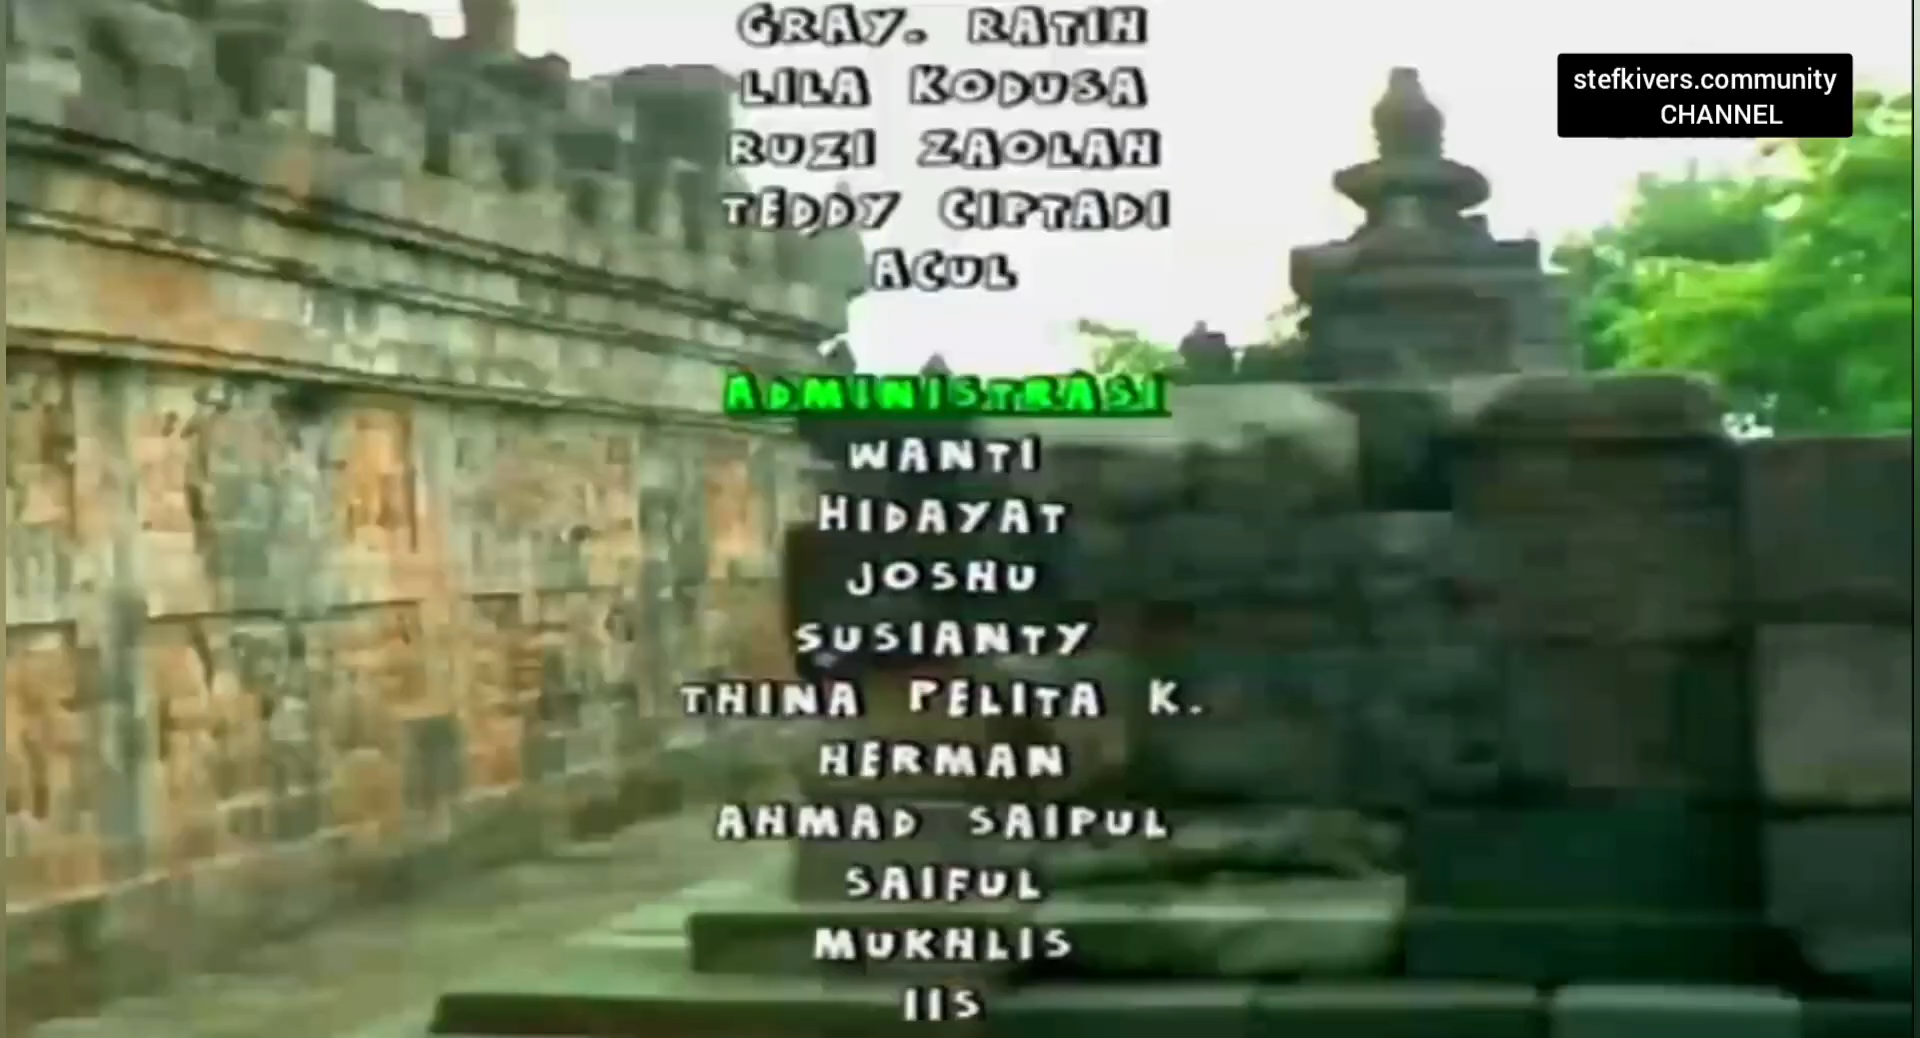 GRAY. RATIH
LILA KODUSA
RUZI ZAOLAH
TEDDY CIPTADI
ACUL
ADMINISTRASI
WANTI
HIDAYAT
JOSHU
SUSIANTY
THINA PELITA K.
HERMAN
AHMAD SAIPUL
SAIFUL
MUKHLIS
IIS
stefkivers.community
CHANNEL